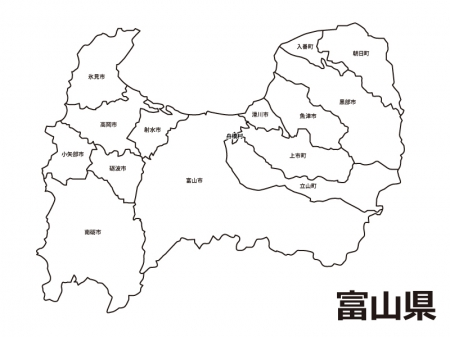 入善町
朝日町
氷見市
黒部市
高岡市
射水市
滑川市
魚津市
舟橋村
小矢部市
砺波市
上市町
富山市
立山町
南砺市
富山県